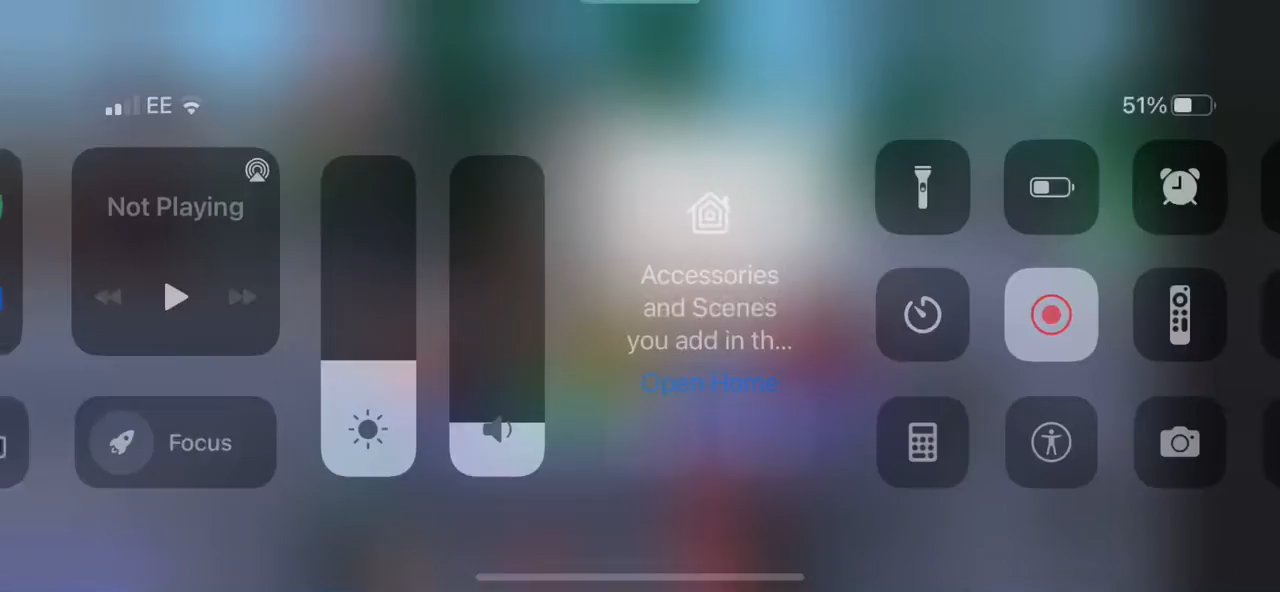 EE
51%
Not Playing
Accessories
and Scenes
you add in th...
Open Home
Focus